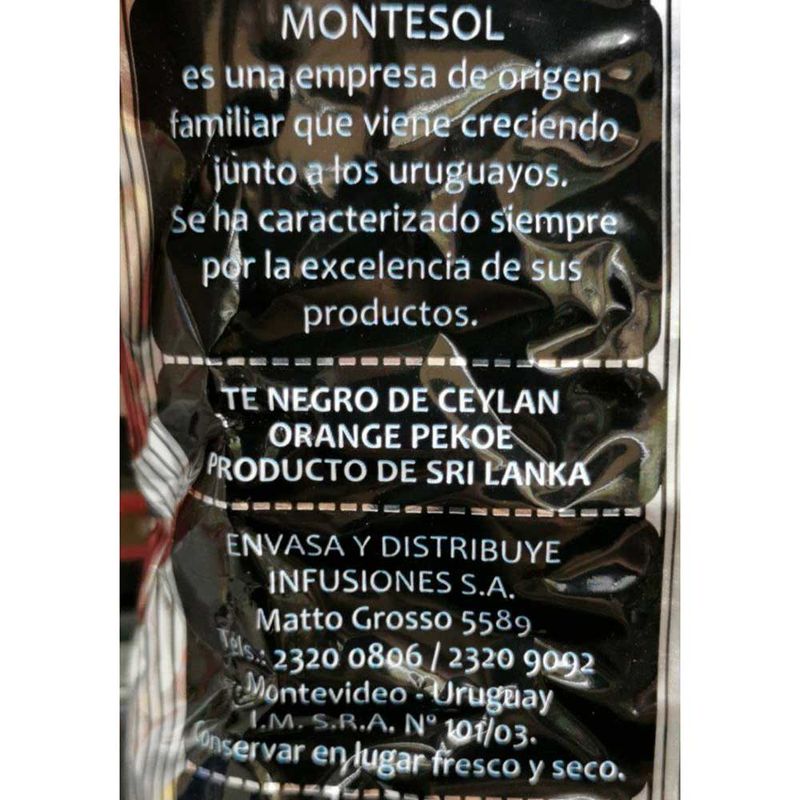 MONTESOL
es una empresa de origen
familiar que viene creciendo
junto a los uruguayos.
Se ha caracterizado siempre
por la excelencia de sus
productos.
TE NEGRO DE CEYLAN
ORANGE PEKOE
PRODUCTO DE SRI LANKA
ENVASA Y DISTRIBUYE
INFUSIONES S.A.
Matto Grosso 5589
Tels.: 2320 0806 / 2320 9092
Montevideo - Uruguay
I.M. S.R.A. Nº 101/03.
Conservar en lugar fresco y seco.